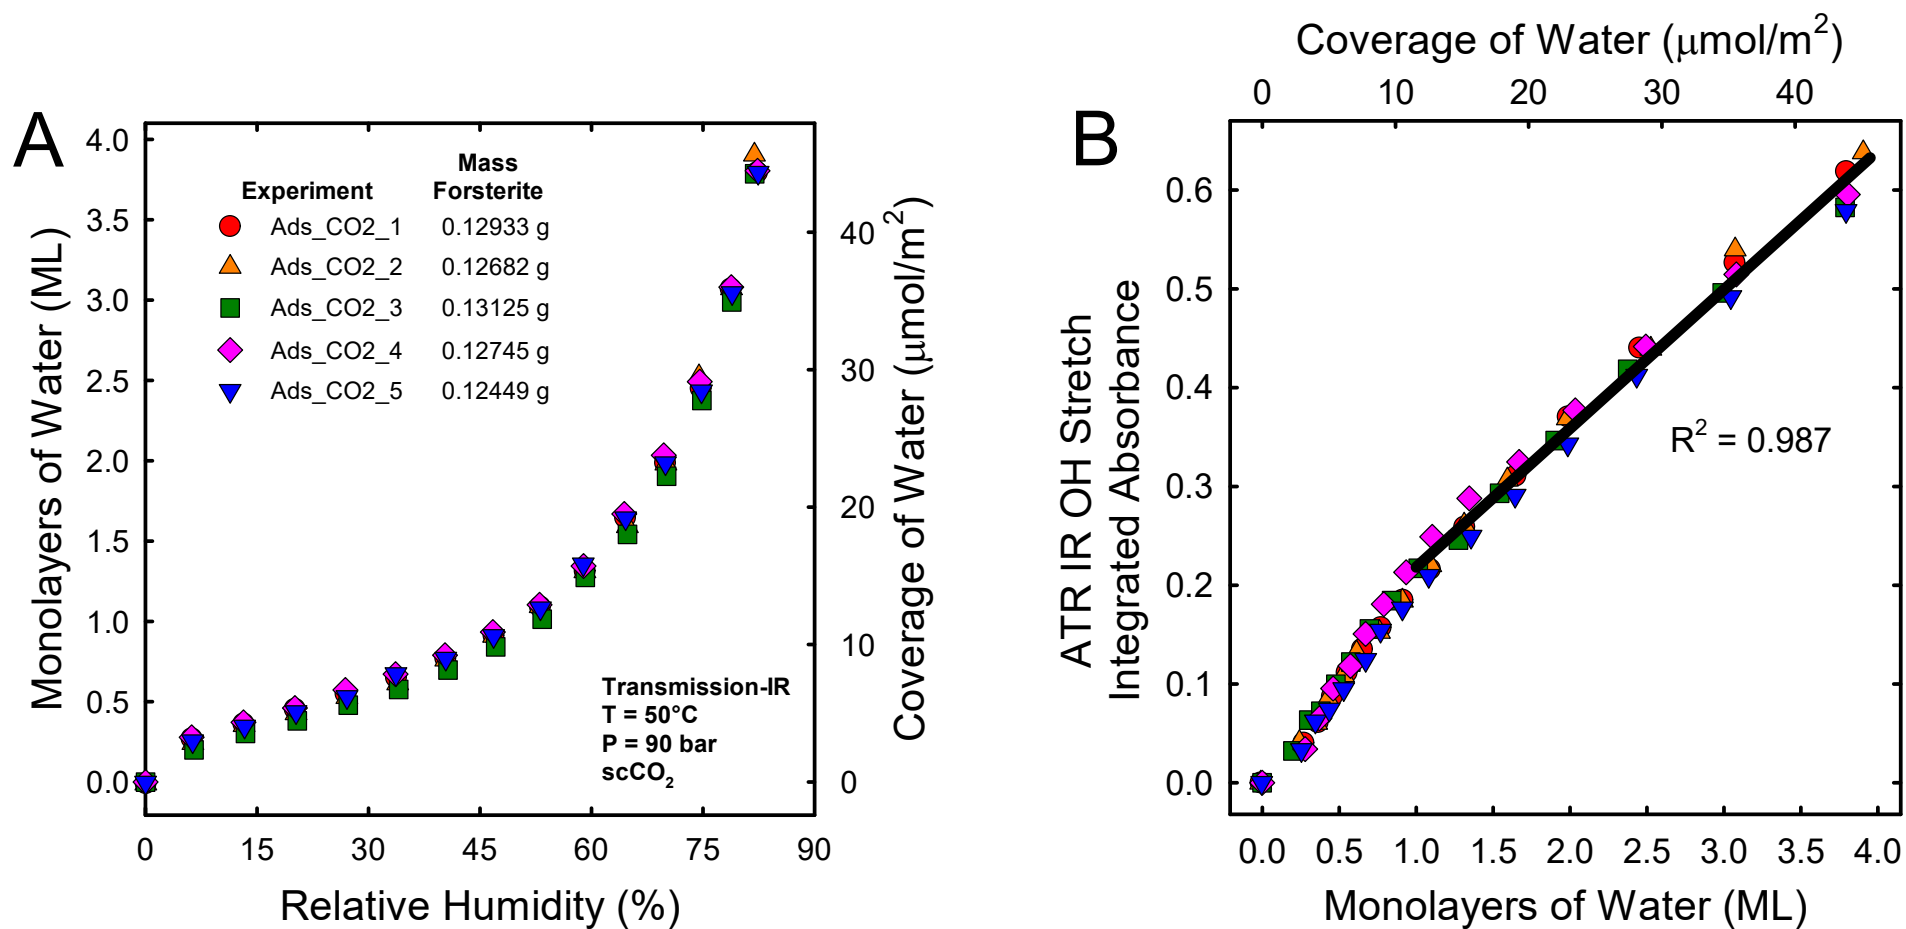 A
Monolayers of Water (ML)
4.0
3.5
3.0
2.5
2.0
1.5
1.0
0.5
0.0
Experiment Mass Forsterite
Ads_CO2_1 0.12933 g
Ads_CO2_2 0.12682 g
Ads_CO2_3 0.13125 g
Ads_CO2_4 0.12745 g
Ads_CO2_5 0.12449 g
Transmission-IR
T = 50°C
P = 90 bar
scCO₂
40
30
20
10
0
Coverage of Water (μmol/m²)
0 15 30 45 60 75 90
Relative Humidity (%)
B
Coverage of Water (μmol/m²)
0 10 20 30 40
ATR IR OH Stretch
Integrated Absorbance
0.6
0.5
0.4
0.3
0.2
0.1
0.0
R² = 0.987
0.0 0.5 1.0 1.5 2.0 2.5 3.0 3.5 4.0
Monolayers of Water (ML)